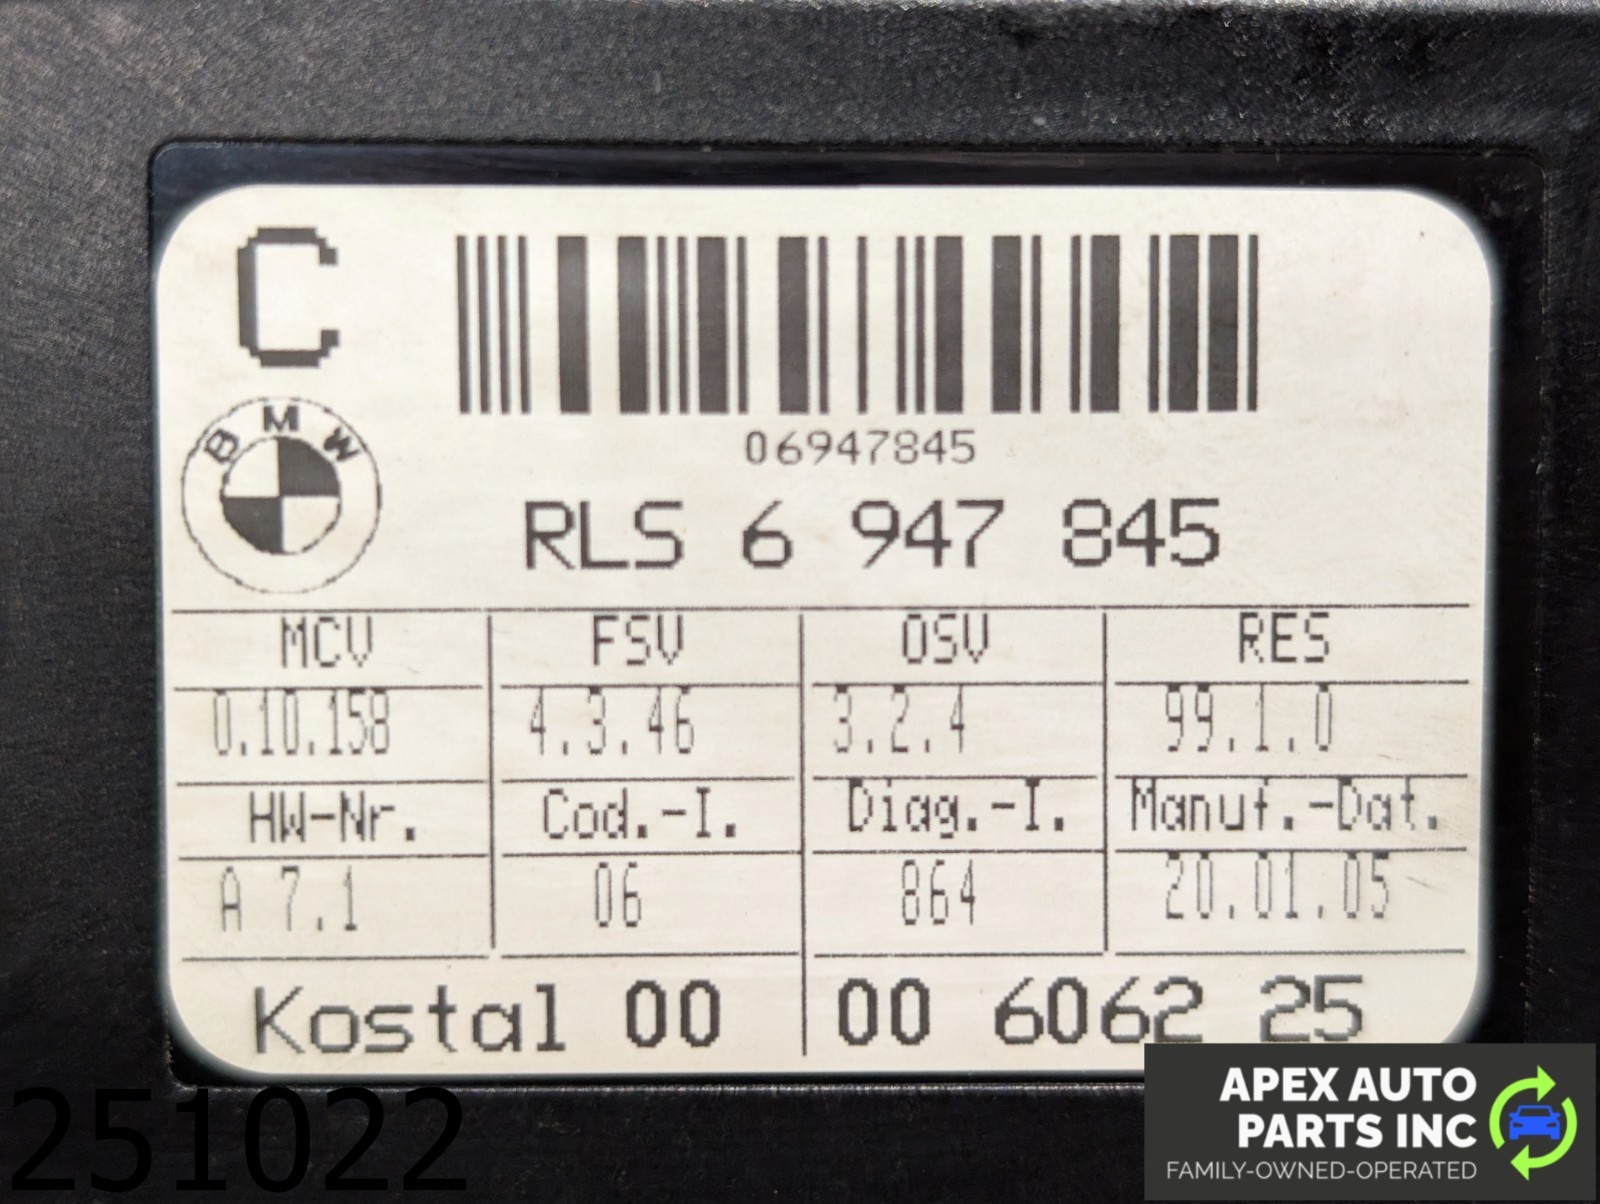 C
BMW
06947845
RLS 6 947 845
MCV FSV OSV RES
0.10.158 4.3.46 3.2.4 99.1.0
HW-Nr. Cod.-I. Diag.-I. Manuf.-Dat.
A 7.1 06 864 20.01.05
Kostal 00 00 6062 25
251022
APEX AUTO
PARTS INC
FAMILY-OWNED-OPERATED